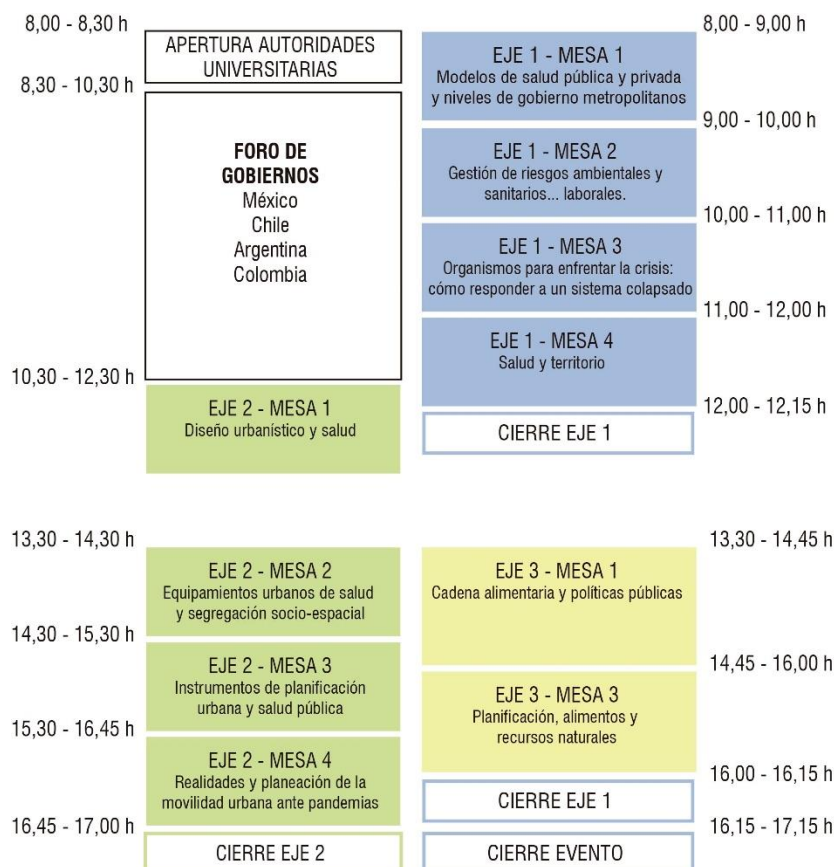 8,00 - 8,30 h
APERTURA AUTORIDADES
UNIVERSITARIAS
8,30 - 10,30 h
FORO DE
GOBIERNOS
México
Chile
Argentina
Colombia
10,30 - 12,30 h
EJE 2 - MESA 1
Diseño urbanístico y salud
8,00 - 9,00 h
EJE 1 - MESA 1
Modelos de salud pública y privada
y niveles de gobierno metropolitanos
9,00 - 10,00 h
EJE 1 - MESA 2
Gestión de riesgos ambientales y
sanitarios... laborales.
10,00 - 11,00 h
EJE 1 - MESA 3
Organismos para enfrentar la crisis:
cómo responder a un sistema colapsado
11,00 - 12,00 h
EJE 1 - MESA 4
Salud y territorio
12,00 - 12,15 h
CIERRE EJE 1
13,30 - 14,30 h
EJE 2 - MESA 2
Equipamientos urbanos de salud
y segregación socio-espacial
14,30 - 15,30 h
EJE 2 - MESA 3
Instrumentos de planificación
urbana y salud pública
15,30 - 16,45 h
EJE 2 - MESA 4
Realidades y planeación de la
movilidad urbana ante pandemias
16,45 - 17,00 h
CIERRE EJE 2
13,30 - 14,45 h
EJE 3 - MESA 1
Cadena alimentaria y políticas públicas
14,45 - 16,00 h
EJE 3 - MESA 3
Planificación, alimentos y
recursos naturales
16,00 - 16,15 h
CIERRE EJE 1
16,15 - 17,15 h
CIERRE EVENTO